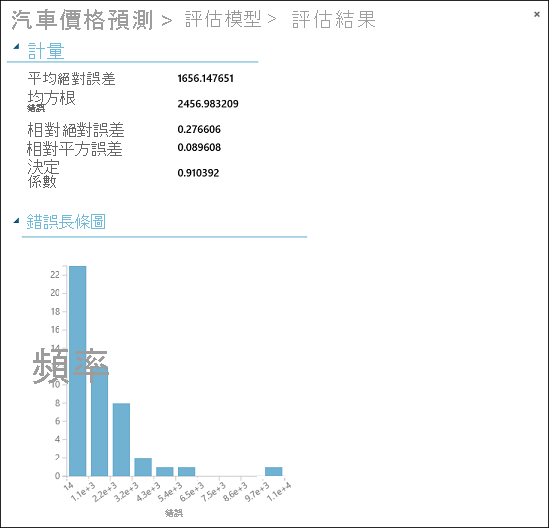 汽車價格預測 > 評估模型 > 評估結果
×
計量
平均絕對誤差 1656.147651
均方根
錯誤 2456.983209
相對絕對誤差 0.276606
相對平方誤差 0.089608
決定
係數 0.910392
錯誤長條圖
22
20
18
16
14
12
10
8
6
4
2
0
頻率
14 1.1e+3 2.2e+3 3.2e+3 4.3e+3 5.4e+3 6.5e+3 7.5e+3 8.6e+3 9.7e+3 1.1e+4
錯誤